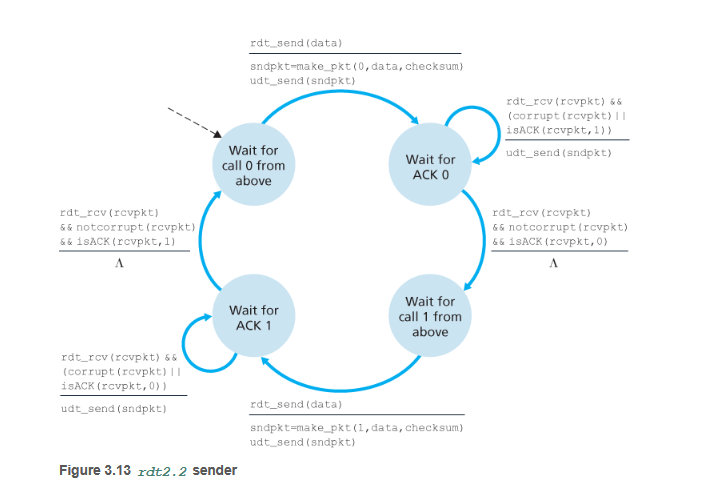 rdt_send(data)
sndpkt=make_pkt(0,data,checksum)
udt_send(sndpkt)
rdt_rcv(rcvpkt) &&
(corrupt(rcvpkt)||
isACK(rcvpkt,1))
udt_send(sndpkt)
Wait for
call 0 from
above
Wait for
ACK 0
rdt_rcv(rcvpkt)
&& notcorrupt(rcvpkt)
&& isACK(rcvpkt,1)
Λ
rdt_rcv(rcvpkt)
&& notcorrupt(rcvpkt)
&& isACK(rcvpkt,0)
Λ
Wait for
ACK 1
Wait for
call 1 from
above
rdt_rcv(rcvpkt) &&
(corrupt(rcvpkt)||
isACK(rcvpkt,0))
udt_send(sndpkt)
rdt_send(data)
sndpkt=make_pkt(1,data,checksum)
udt_send(sndpkt)
Figure 3.13 rdt2.2 sender